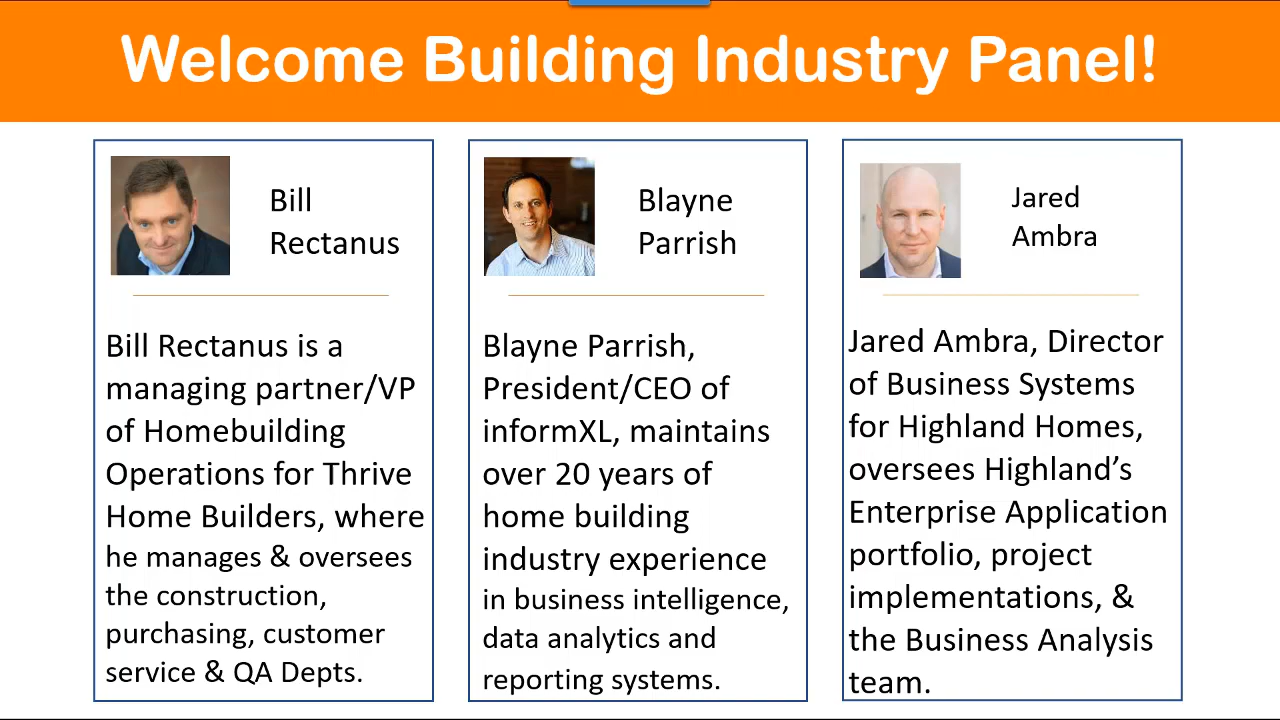 Welcome Building Industry Panel!
Bill
Rectanus
Bill Rectanus is a
managing partner/VP
of Homebuilding
Operations for Thrive
Home Builders, where
he manages & oversees
the construction,
purchasing, customer
service & QA Depts.
Blayne
Parrish
Blayne Parrish,
President/CEO of
informXL, maintains
over 20 years of
home building
industry experience
in business intelligence,
data analytics and
reporting systems.
Jared
Ambra
Jared Ambra, Director
of Business Systems
for Highland Homes,
oversees Highland’s
Enterprise Application
portfolio, project
implementations, &
the Business Analysis
team.